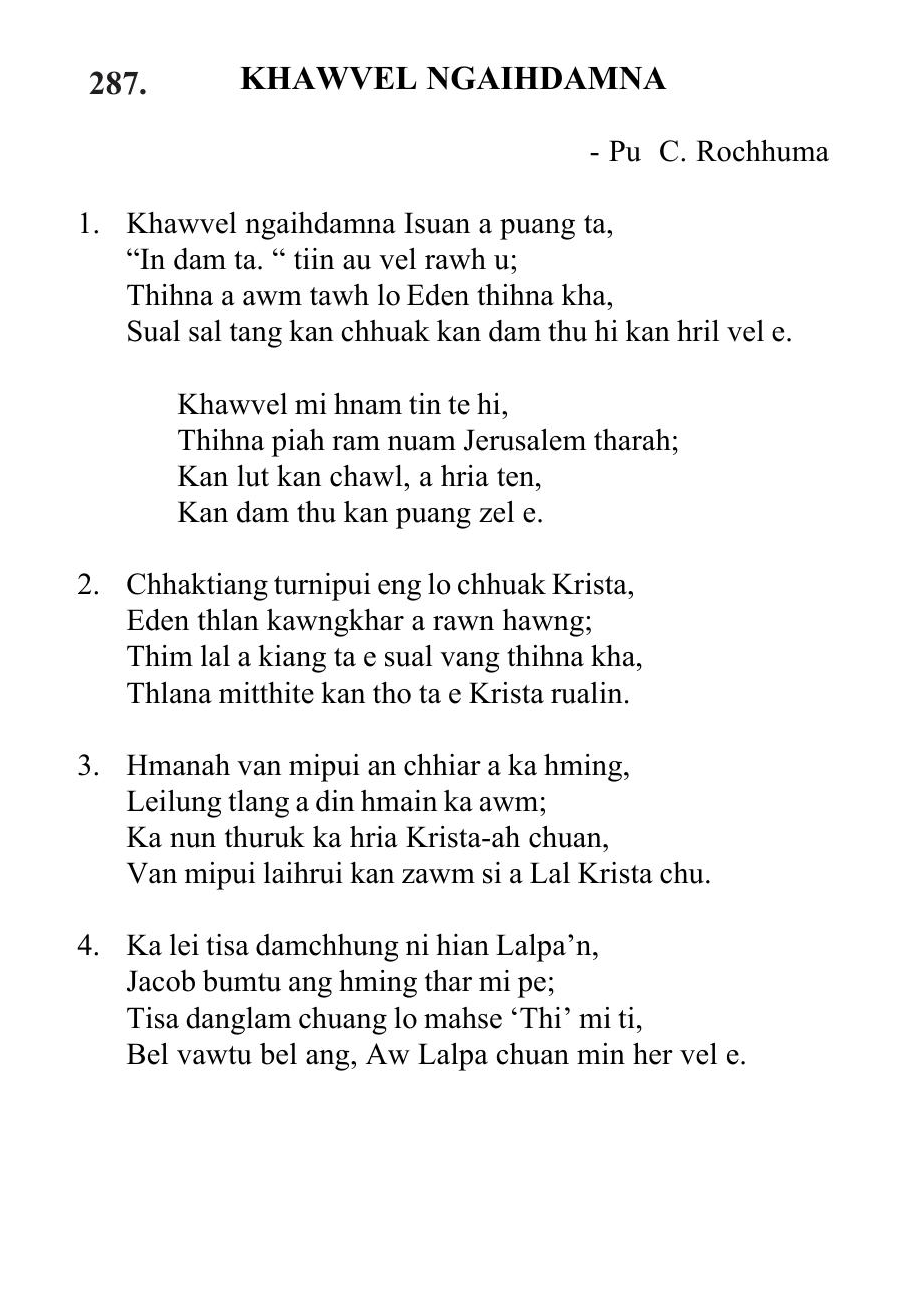 287. KHAWVEL NGAIHDAMNA
- Pu C. Rochhuma
1. Khawvel ngaihdamna Isuan a puang ta,
“In dam ta. “ tiin au vel rawh u;
Thihna a awm tawh lo Eden thihna kha,
Sual sal tang kan chhuak kan dam thu hi kan hril vel e.
Khawvel mi hnam tin te hi,
Thihna piah ram nuam Jerusalem tharah;
Kan lut kan chawl, a hria ten,
Kan dam thu kan puang zel e.
2. Chhaktiang turnipui eng lo chhuak Krista,
Eden thlan kawngkhar a rawn hawng;
Thim lal a kiang ta e sual vang thihna kha,
Thlana mitthite kan tho ta e Krista rualin.
3. Hmanah van mipui an chhiar a ka hming,
Leilung tlang a din hmain ka awm;
Ka nun thuruk ka hria Krista-ah chuan,
Van mipui laihrui kan zawm si a Lal Krista chu.
4. Ka lei tisa damchhung ni hian Lalpa’n,
Jacob bumtu ang hming thar mi pe;
Tisa danglam chuang lo mahse ‘Thi’ mi ti,
Bel vawtu bel ang, Aw Lalpa chuan min her vel e.